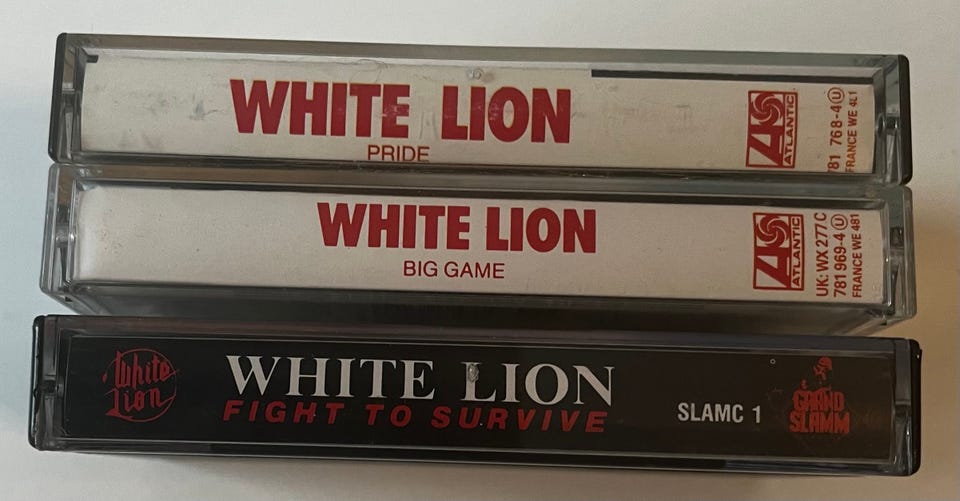 WHITE LION
PRIDE
ATLANTIC
781 768-4 U
FRANCE WE 481
WHITE LION
BIG GAME
ATLANTIC
UK: WX 277 C
781 969-4 U
FRANCE WE 481
White
Lion
WHITE LION
FIGHT TO SURVIVE
SLAMC 1
GRAND
SLAMM